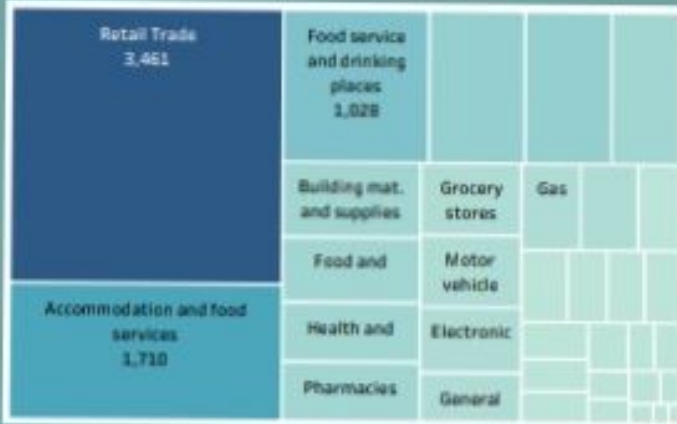 Retail Trade
3,461
Accommodation and food
services
1,710
Food service
and drinking
places
1,028
Building mat.
and supplies
Food and
Health and
Pharmacies
Grocery
stores
Motor
vehicle
Electronic
General
Gas